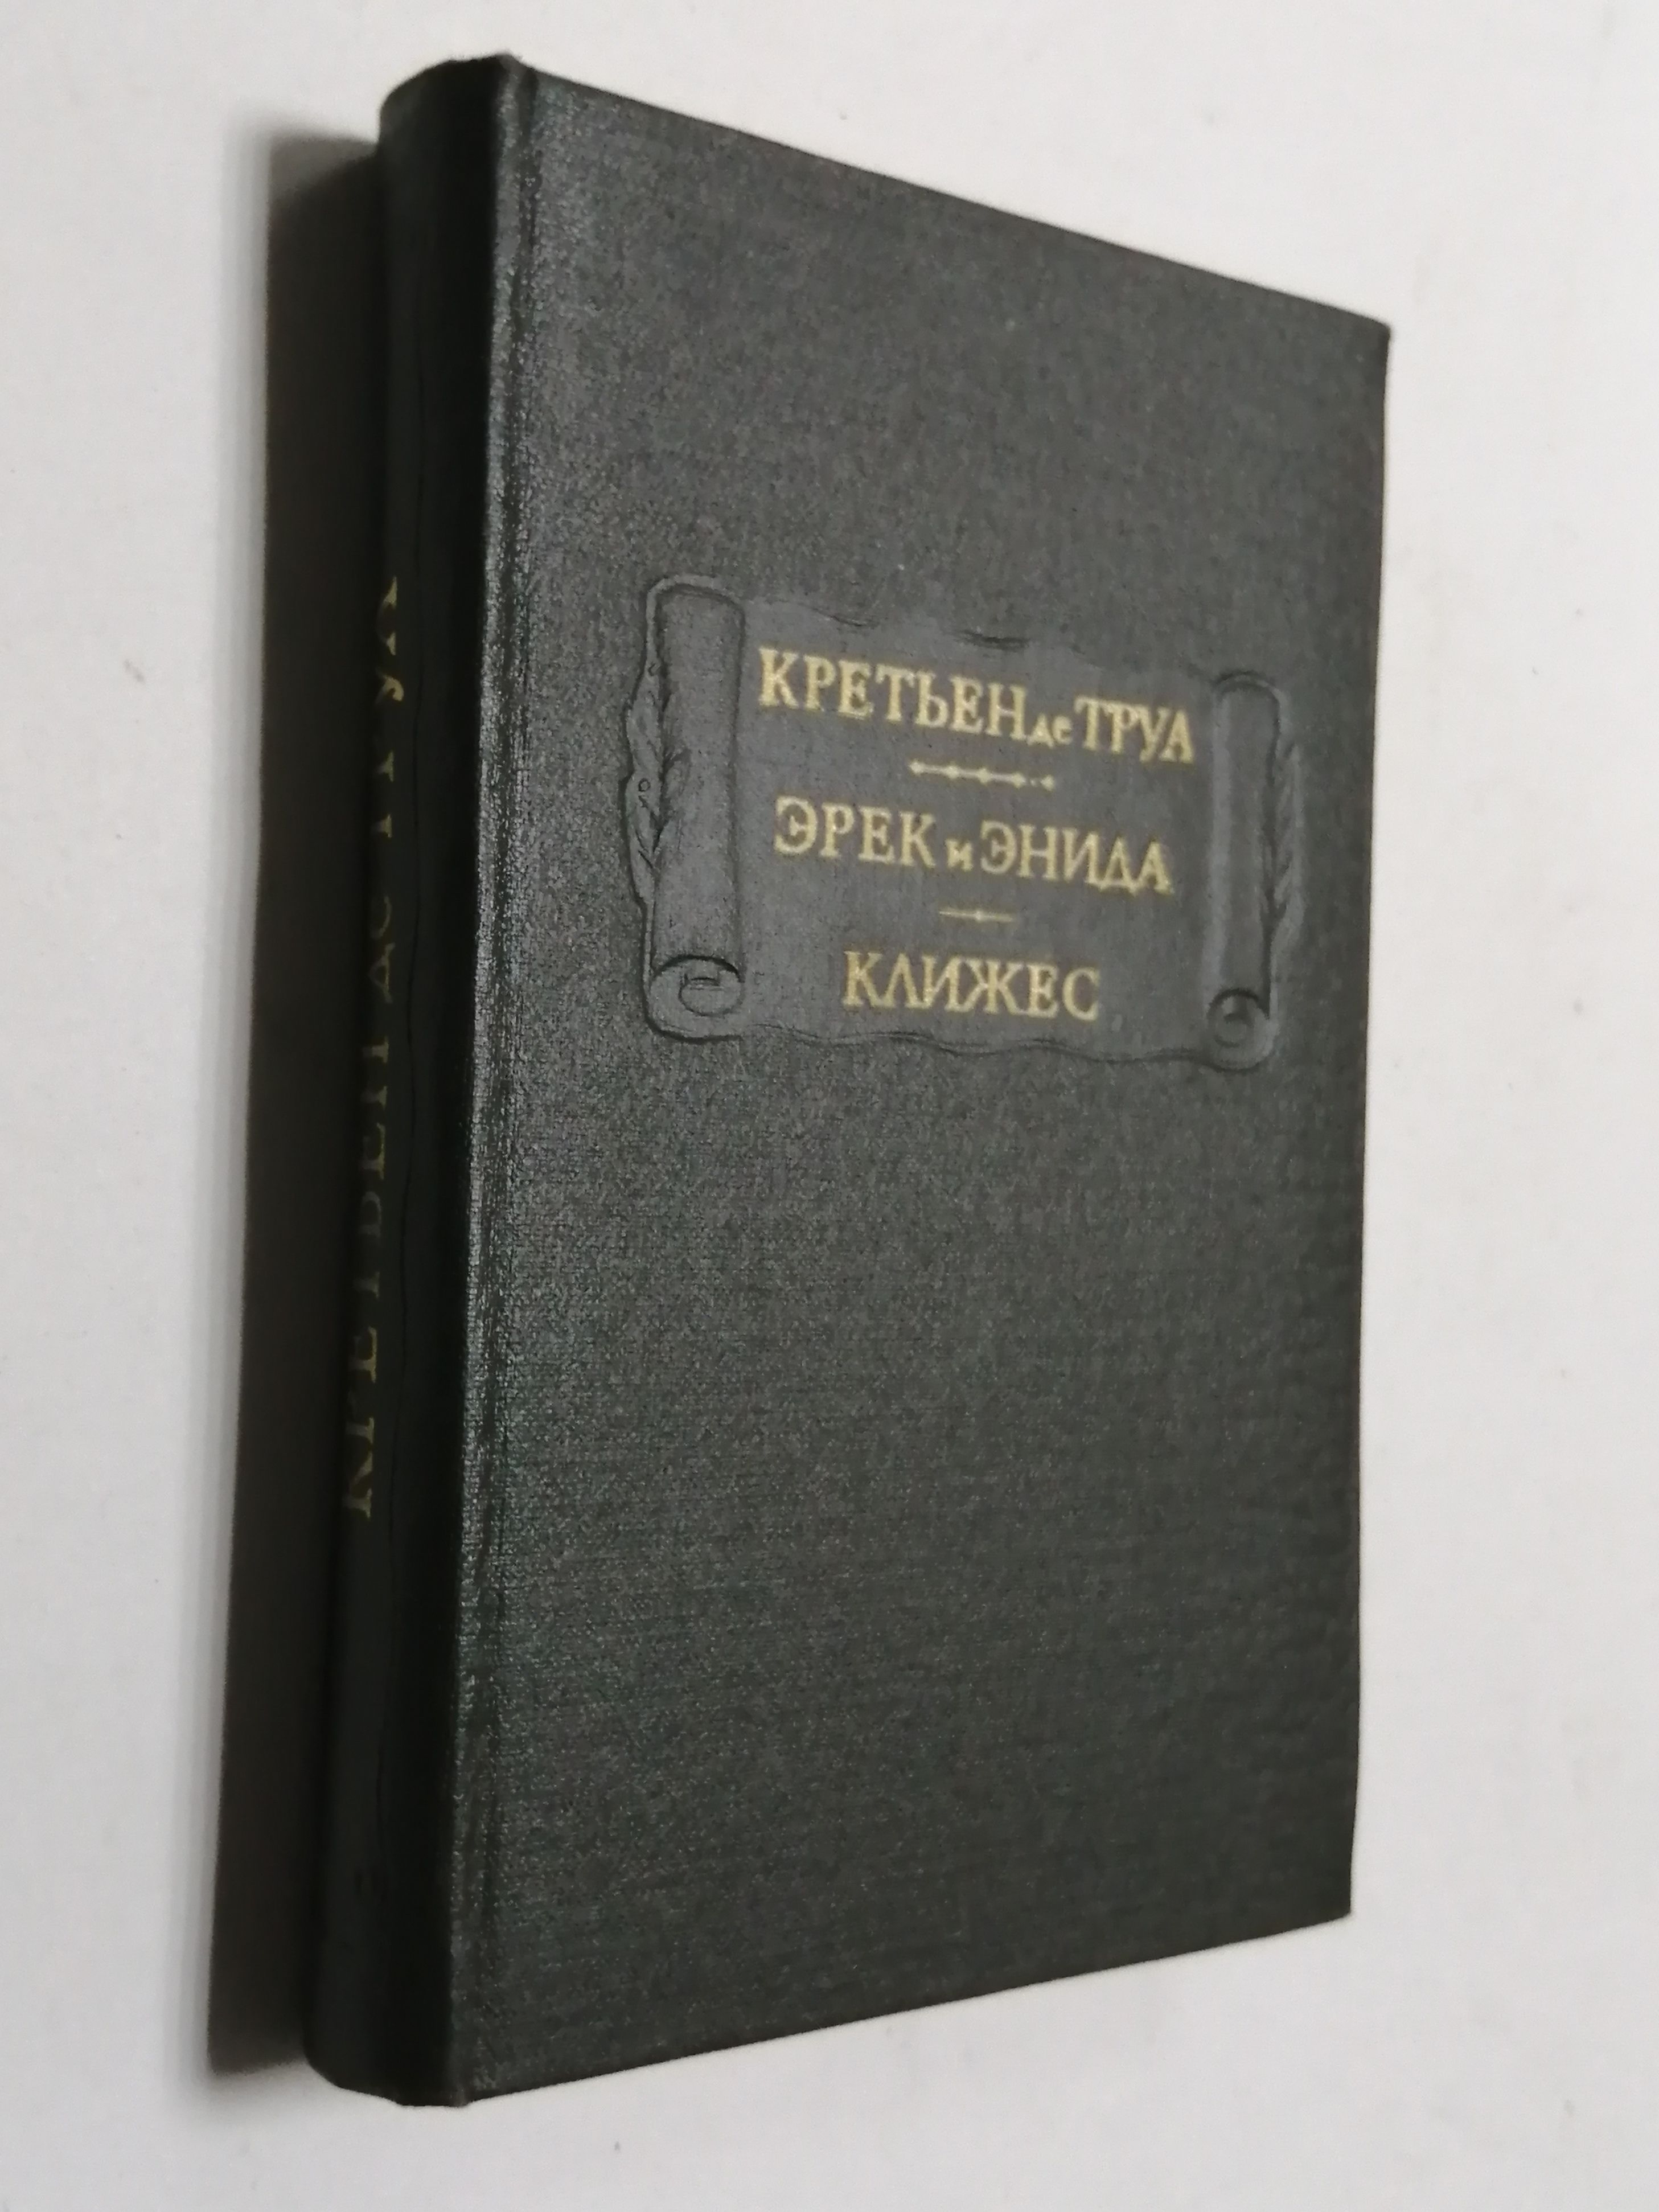 КРЕТЬЕН де ТРУА
ЭРЕК и ЭНИДА
КЛИЖЕС
КРЕТЬЕН ДЕ ТРУА